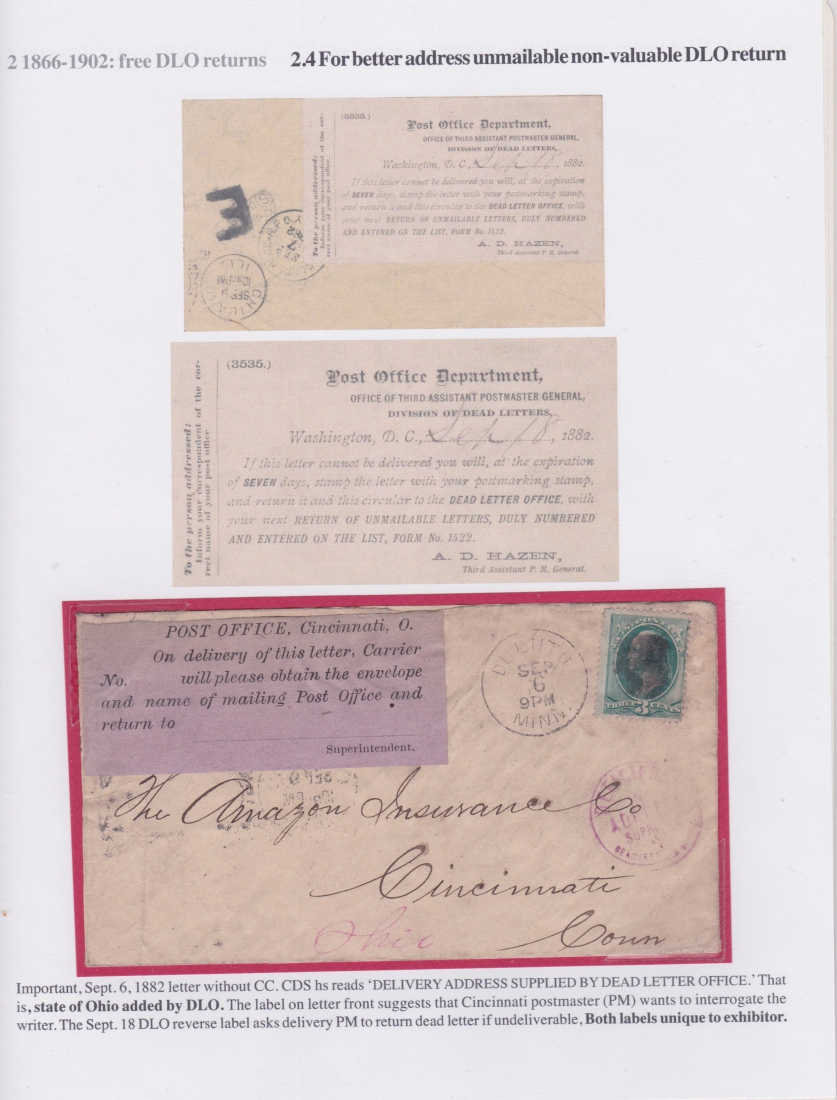 2 1866-1902: free DLO returns 2.4 For better address unmailable non-valuable DLO return
To the person addressed:
Inform your correspondent of the cor-
rect name of your post office
(3535.)
Post Office Department,
OFFICE OF THIRD ASSISTANT POSTMASTER GENERAL,
DIVISION OF DEAD LETTERS,
Washington, D. C., Sep 18, 1882.
If this letter cannot be delivered you will, at the expiration
of SEVEN days, stamp the letter with your postmarking stamp,
and return it and this circular to the DEAD LETTER OFFICE, with
your next RETURN OF UNMAILABLE LETTERS, DULY NUMBERED
AND ENTERED ON THE LIST, FORM No. 1522.
A. D. HAZEN,
Third Assistant P. M. General.
CHICAGO
SEP 9
ILL
To the person addressed:
Inform your correspondent of the cor-
rect name of your post office
(3535.)
Post Office Department,
OFFICE OF THIRD ASSISTANT POSTMASTER GENERAL,
DIVISION OF DEAD LETTERS,
Washington, D. C., Sep 18, 1882.
If this letter cannot be delivered you will, at the expiration
of SEVEN days, stamp the letter with your postmarking stamp,
and return it and this circular to the DEAD LETTER OFFICE, with
your next RETURN OF UNMAILABLE LETTERS, DULY NUMBERED
AND ENTERED ON THE LIST, FORM No. 1522.
A. D. HAZEN,
Third Assistant P. M. General.
POST OFFICE, Cincinnati, O.
On delivery of this letter, Carrier
No. will please obtain the envelope
and name of mailing Post Office and
return to
Superintendent.
DULUTH
SEP
6
9PM
MINN.
THREE 3 CENTS
The Amazon Insurance Co
Cincinnati
Ohio Conn
Important, Sept. 6, 1882 letter without CC. CDS hs reads ‘DELIVERY ADDRESS SUPPLIED BY DEAD LETTER OFFICE.’ That
is, state of Ohio added by DLO. The label on letter front suggests that Cincinnati postmaster (PM) wants to interrogate the
writer. The Sept. 18 DLO reverse label asks delivery PM to return dead letter if undeliverable. Both labels unique to exhibitor.